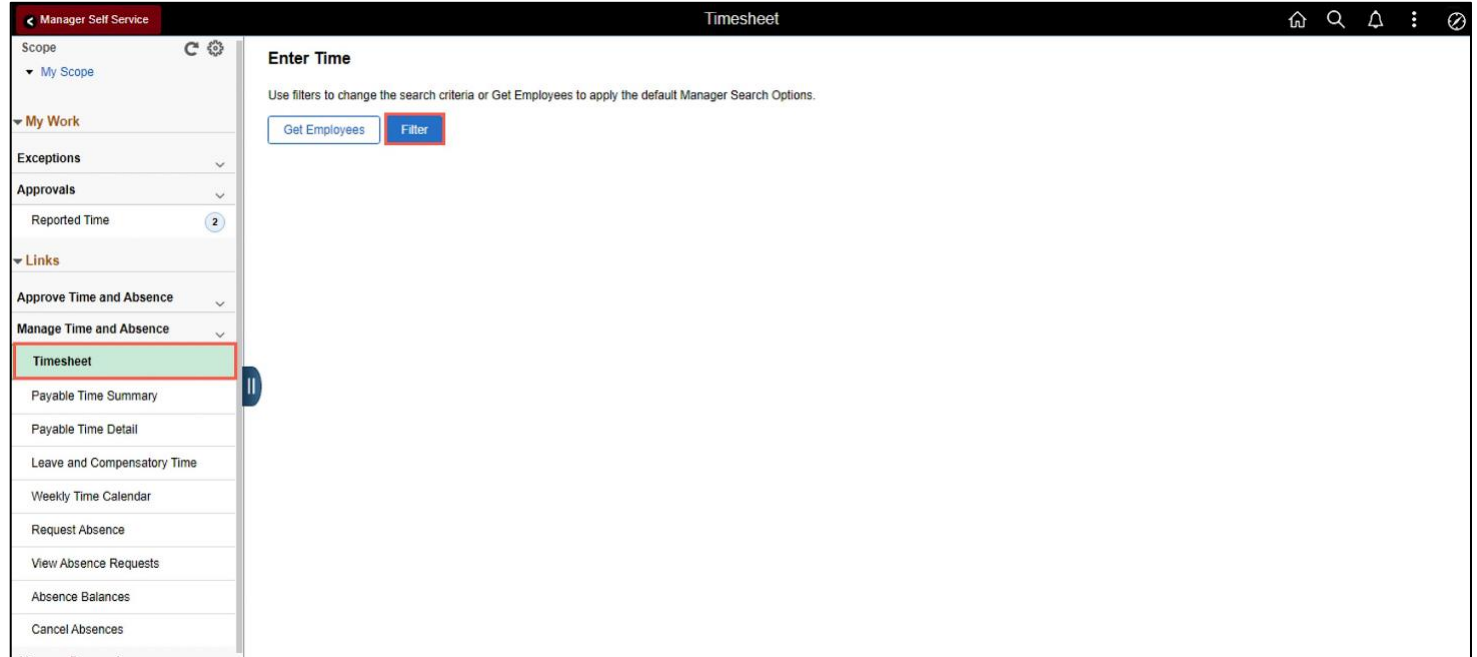 Manager Self Service
Timesheet
Scope
My Scope
My Work
Exceptions
Approvals
Reported Time 2
Links
Approve Time and Absence
Manage Time and Absence
Timesheet
Payable Time Summary
Payable Time Detail
Leave and Compensatory Time
Weekly Time Calendar
Request Absence
View Absence Requests
Absence Balances
Cancel Absences
Enter Time
Use filters to change the search criteria or Get Employees to apply the default Manager Search Options.
Get Employees Filter